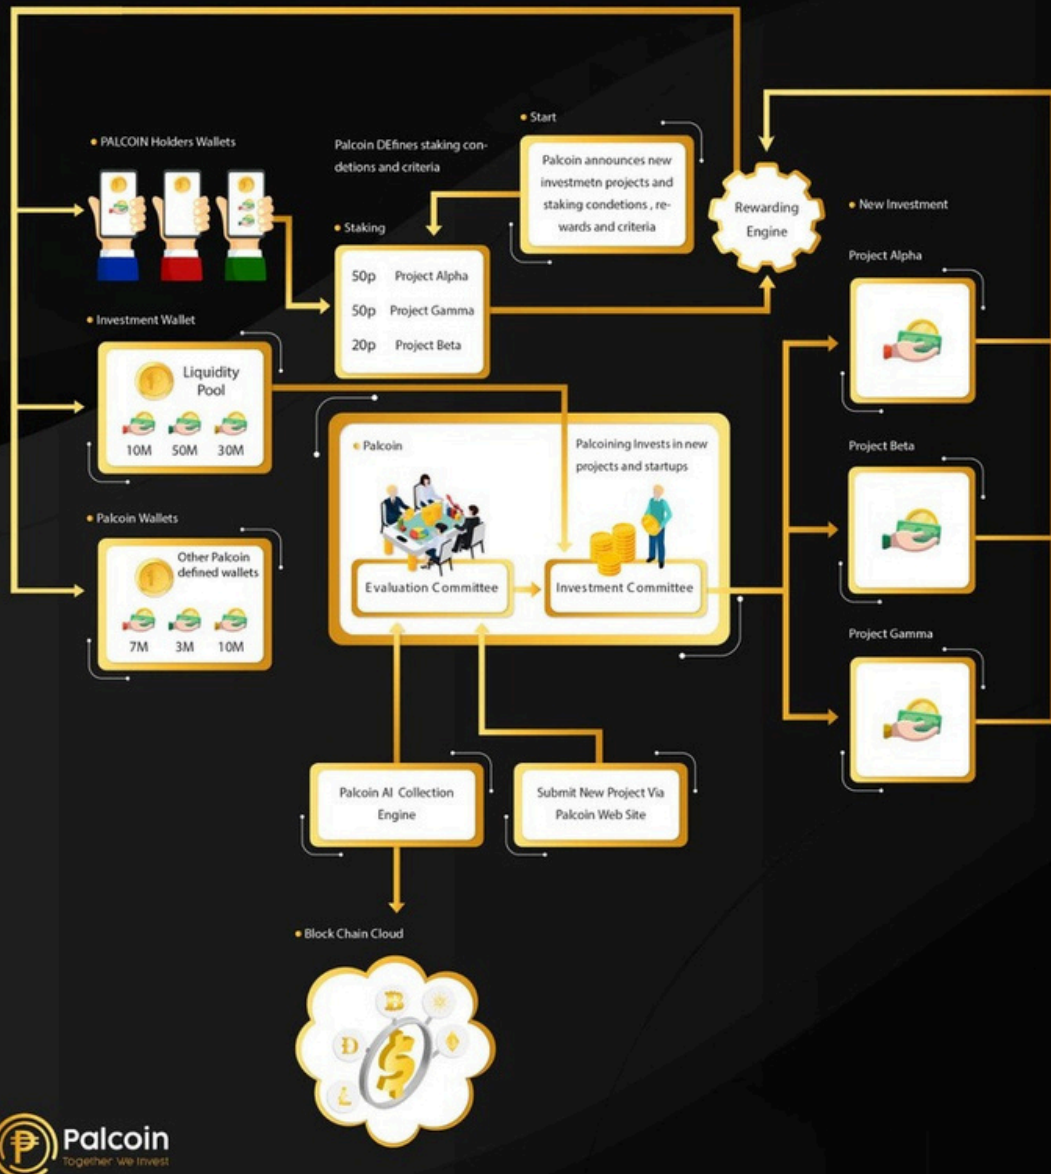 • Start
• PALCOIN Holders Wallets
Palcoin DEfines staking con-
detions and criteria
Palcoin announces new
investmetn projects and
staking condetions , re-
wards and criteria
Rewarding
Engine
• New Investment
• Staking
50p Project Alpha
50p Project Gamma
20p Project Beta
Project Alpha
• Investment Wallet
Liquidity
Pool
10M 50M 30M
• Palcoin
Palcoining Invests in new
projects and startups
Project Beta
• Palcoin Wallets
Other Palcoin
defined wallets
7M 3M 10M
Evaluation Committee
Investment Committee
Project Gamma
Palcoin AI Collection
Engine
Submit New Project Via
Palcoin Web Site
• Block Chain Cloud
Palcoin
Together We Invest